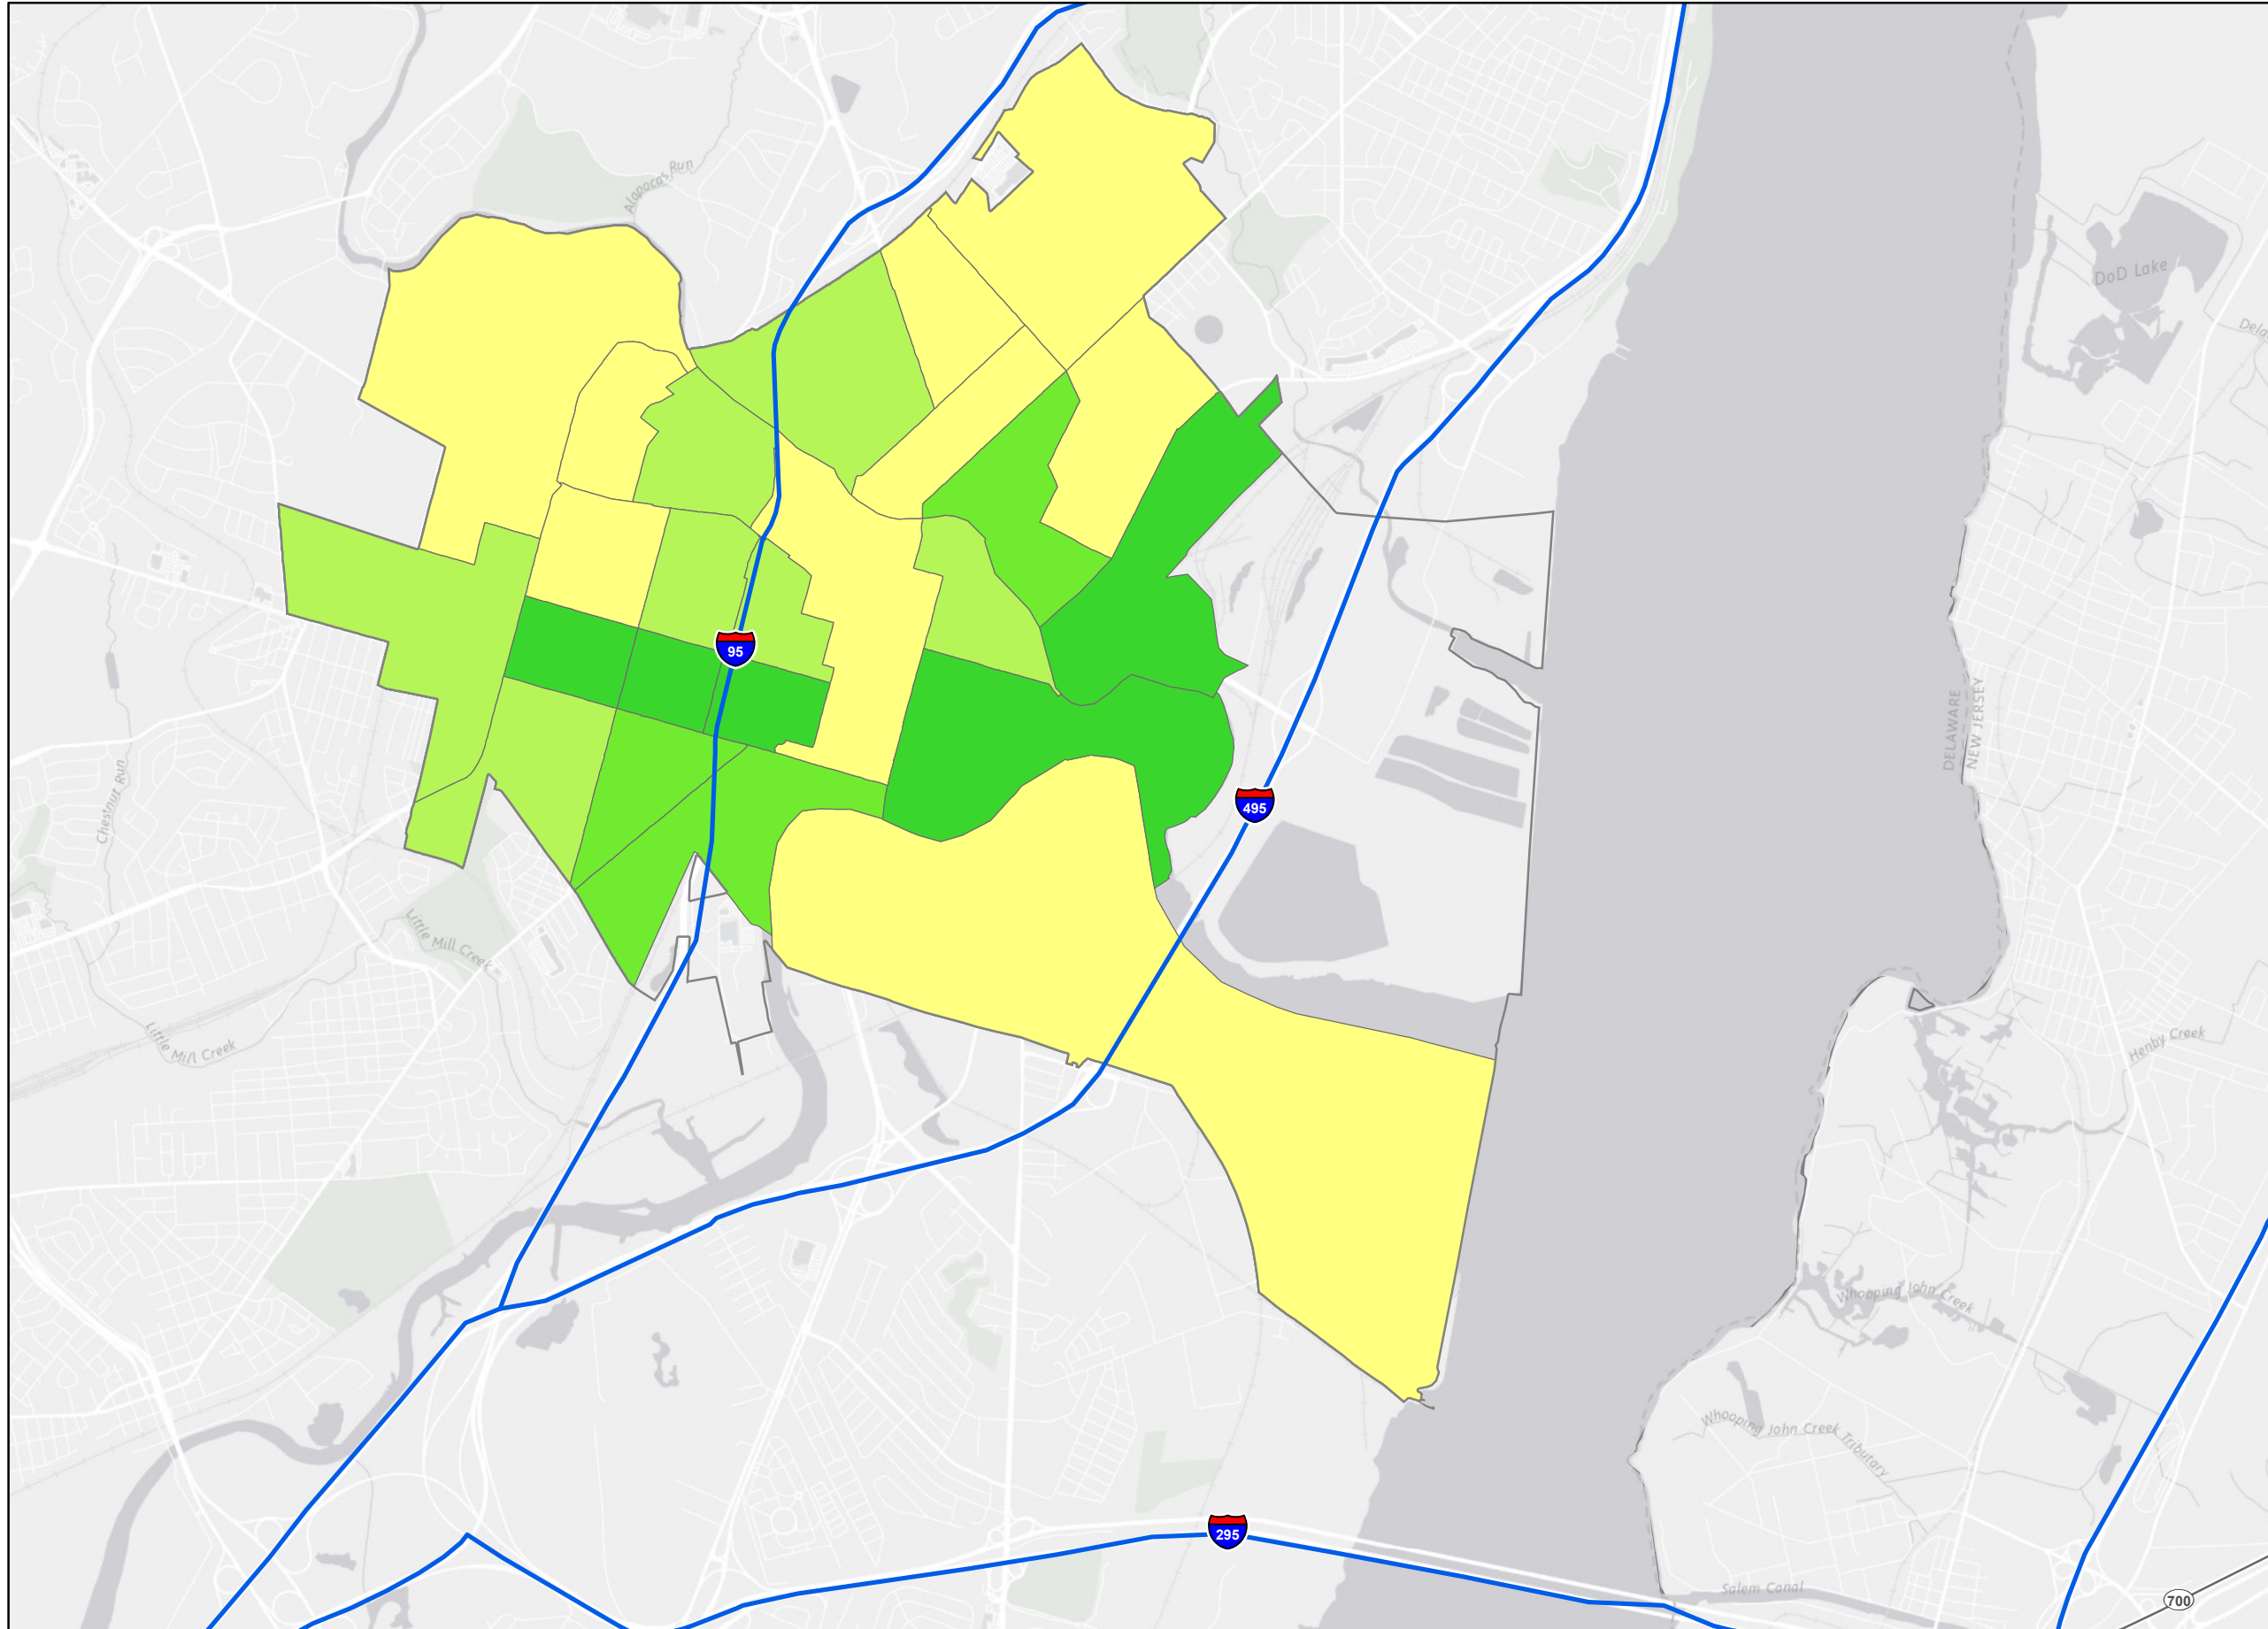 Alapocas Run
DoD Lake
95
DELAWARE
NEW JERSEY
Chestnut Run
495
Little Mill Creek
Little Mill Creek
Henby Creek
Whooping John Creek
Whooping John Creek Tributary
295
Salem Canal
700